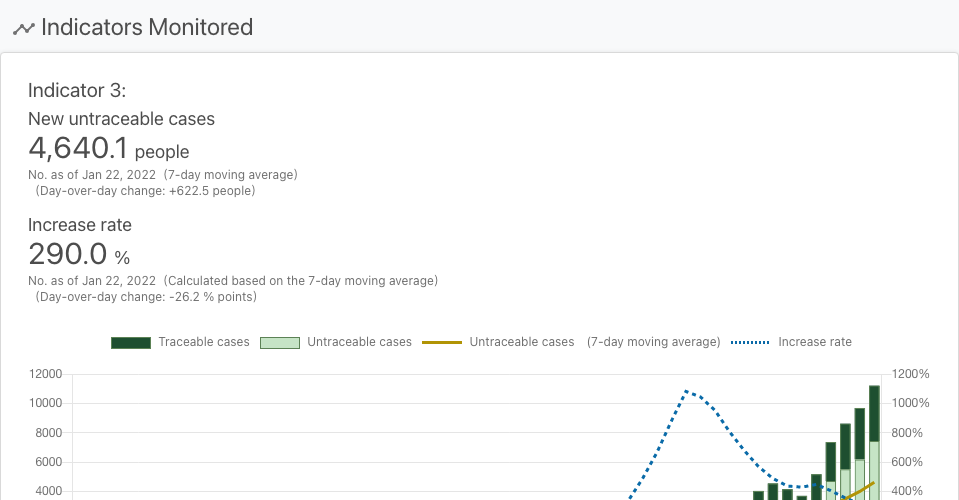 Indicators Monitored
Indicator 3:
New untraceable cases
4,640.1 people
No. as of Jan 22, 2022 (7-day moving average)
(Day-over-day change: +622.5 people)
Increase rate
290.0 %
No. as of Jan 22, 2022 (Calculated based on the 7-day moving average)
(Day-over-day change: -26.2 % points)
Traceable cases Untraceable cases Untraceable cases (7-day moving average) Increase rate
12000 1200%
10000 1000%
8000 800%
6000 600%
4000 400%